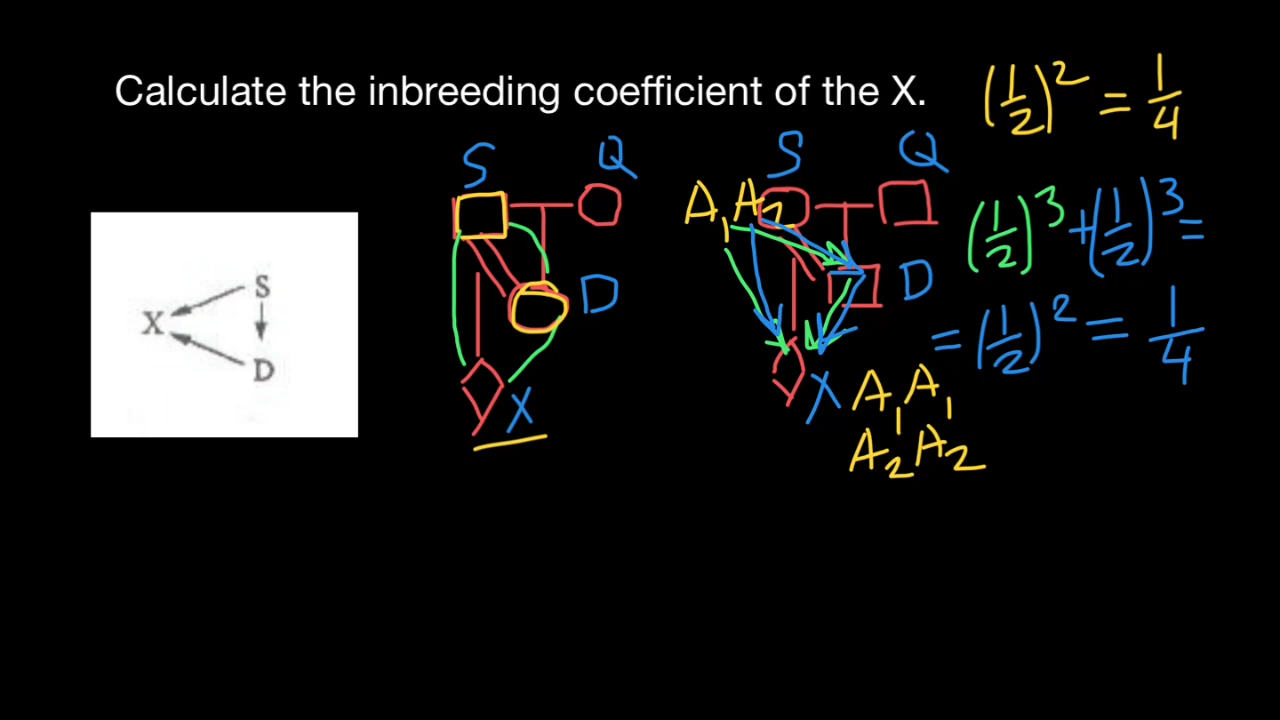 Calculate the inbreeding coefficient of the X.
(1/2)² = 1/4
S Q
S Q
A₁A₂
(1/2)³ + (1/2)³ =
= (1/2)² = 1/4
S
X
D
D
D
X
X
A₁A₁
A₂A₂